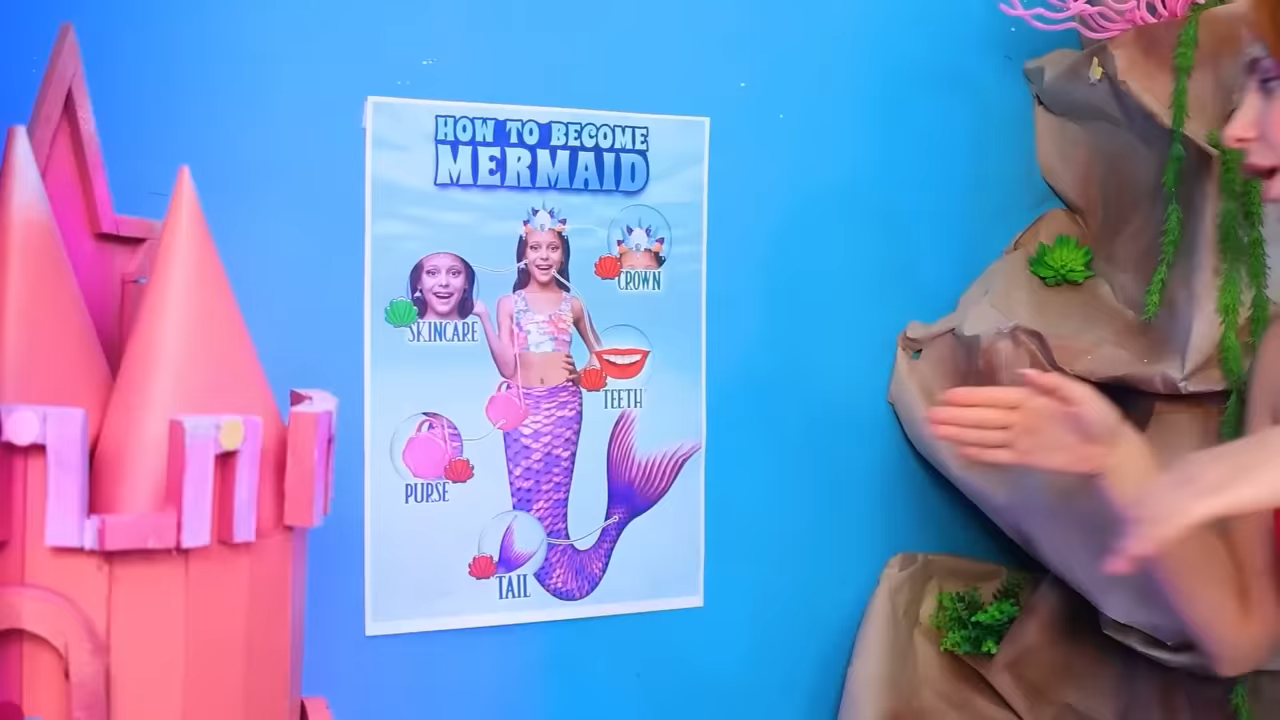 HOW TO BECOME
MERMAID
CROWN
SKINCARE
TEETH
PURSE
TAIL